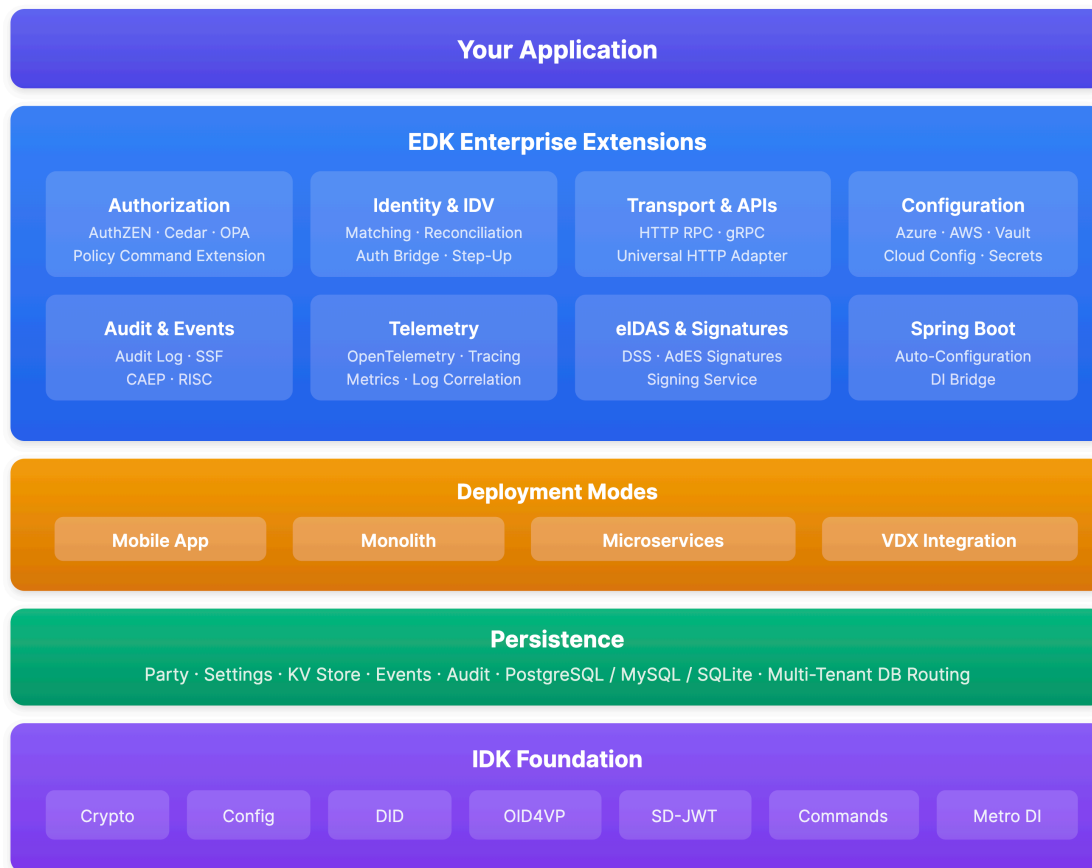 Your Application
EDK Enterprise Extensions
Authorization
AuthZEN · Cedar · OPA
Policy Command Extension
Identity & IDV
Matching · Reconciliation
Auth Bridge · Step-Up
Transport & APIs
HTTP RPC · gRPC
Universal HTTP Adapter
Configuration
Azure · AWS · Vault
Cloud Config · Secrets
Audit & Events
Audit Log · SSF
CAEP · RISC
Telemetry
OpenTelemetry · Tracing
Metrics · Log Correlation
eIDAS & Signatures
DSS · AdES Signatures
Signing Service
Spring Boot
Auto-Configuration
DI Bridge
Deployment Modes
Mobile App
Monolith
Microservices
VDX Integration
Persistence
Party · Settings · KV Store · Events · Audit · PostgreSQL / MySQL / SQLite · Multi-Tenant DB Routing
IDK Foundation
Crypto
Config
DID
OID4VP
SD-JWT
Commands
Metro DI